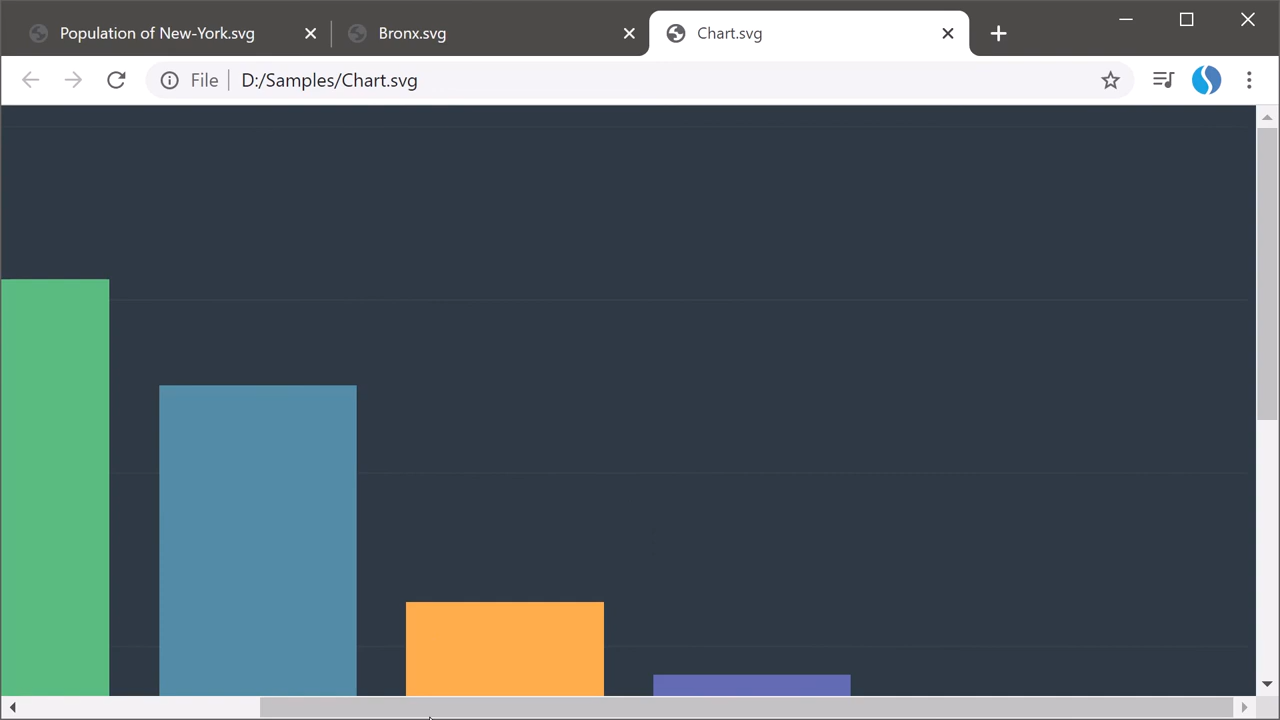 Population of New-York.svg
Bronx.svg
Chart.svg
File
D:/Samples/Chart.svg